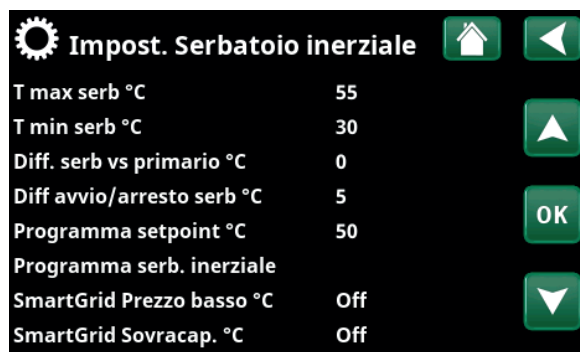 Impost. Serbatoio inerziale
T max serb °C 55
T min serb °C 30
Diff. serb vs primario °C 0
Diff avvio/arresto serb °C 5
OK
Programma setpoint °C 50
Programma serb. inerziale
SmartGrid Prezzo basso °C Off
SmartGrid Sovracap. °C Off